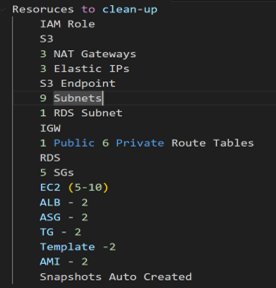 Resoruces to clean-up
IAM Role
S3
3 NAT Gateways
3 Elastic IPs
S3 Endpoint
9 Subnets
1 RDS Subnet
IGW
1 Public 6 Private Route Tables
RDS
5 SGs
EC2 (5-10)
ALB - 2
ASG - 2
TG - 2
Template -2
AMI - 2
Snapshots Auto Created